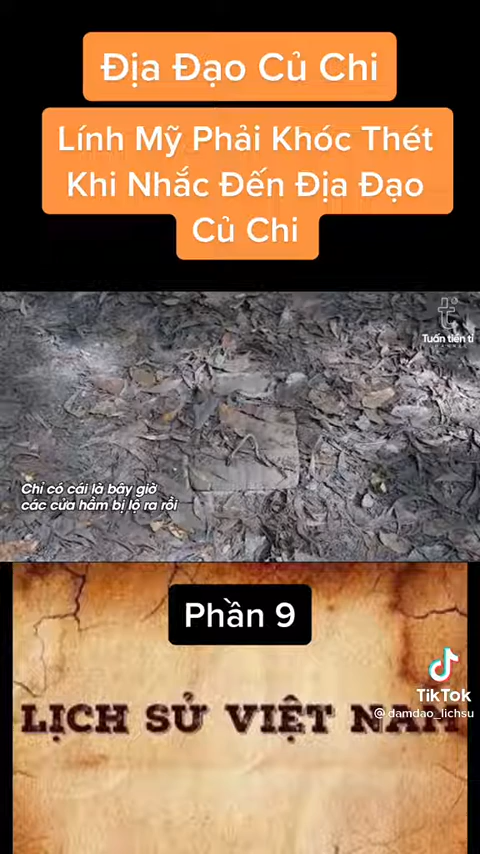 Địa Đạo Củ Chi
Lính Mỹ Phải Khóc Thét
Khi Nhắc Đến Địa Đạo
Củ Chi
Tuấn tiền tỉ
Chỉ có cái là bây giờ
các cửa hầm bị lộ ra rồi
Phần 9
TikTok
@damdao_lichsu
LỊCH SỬ VIỆT NAM